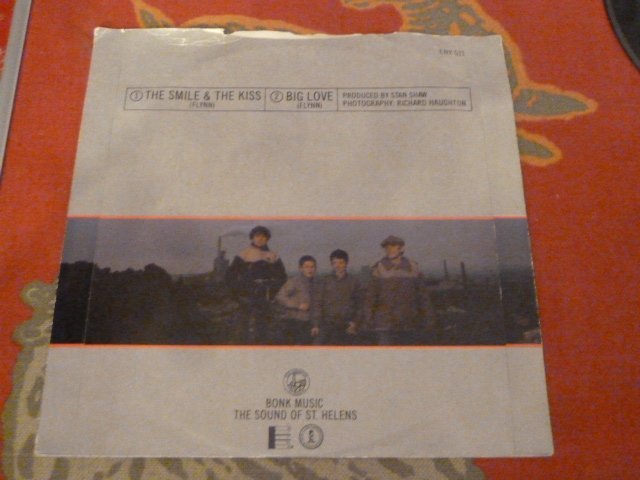 ① THE SMILE & THE KISS
(FLYNN)
② BIG LOVE
(FLYNN)
PRODUCED BY STAN SHAW
PHOTOGRAPHY: RICHARD HAUGHTON
BONK MUSIC
THE SOUND OF ST. HELENS